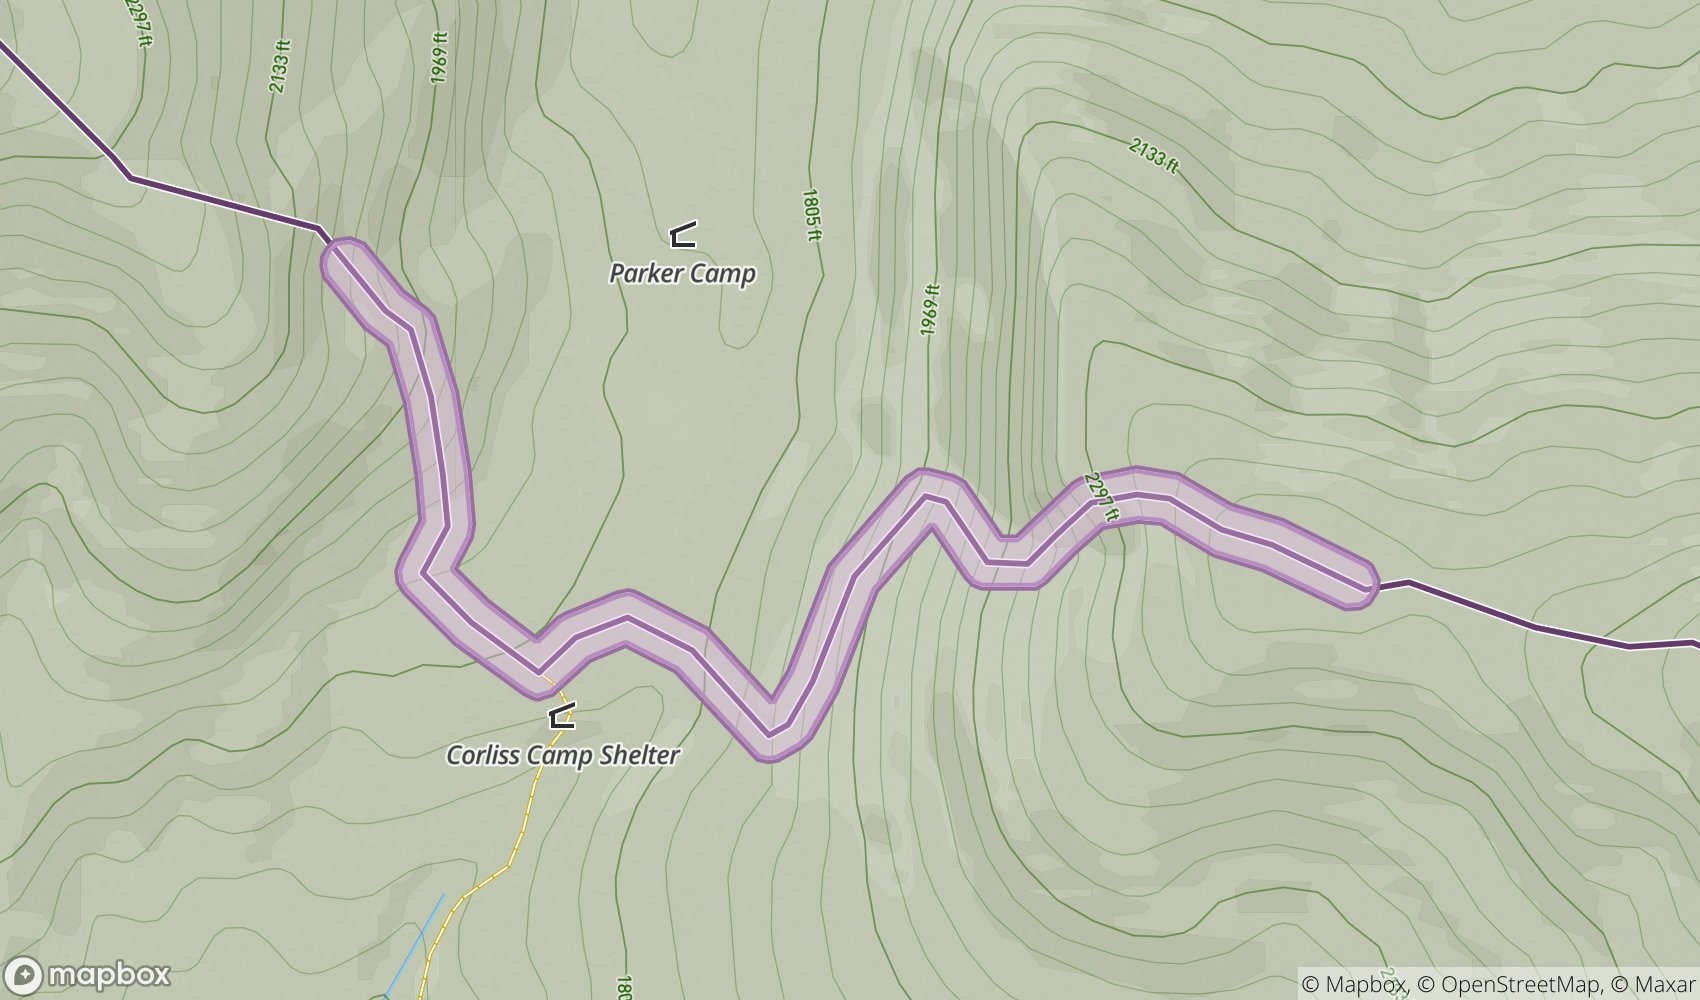 2297 ft
2133 ft
1969 ft
2133 ft
1805 ft
Parker Camp
1969 ft
2297 ft
Corliss Camp Shelter
mapbox
© Mapbox, © OpenStreetMap, © Maxar